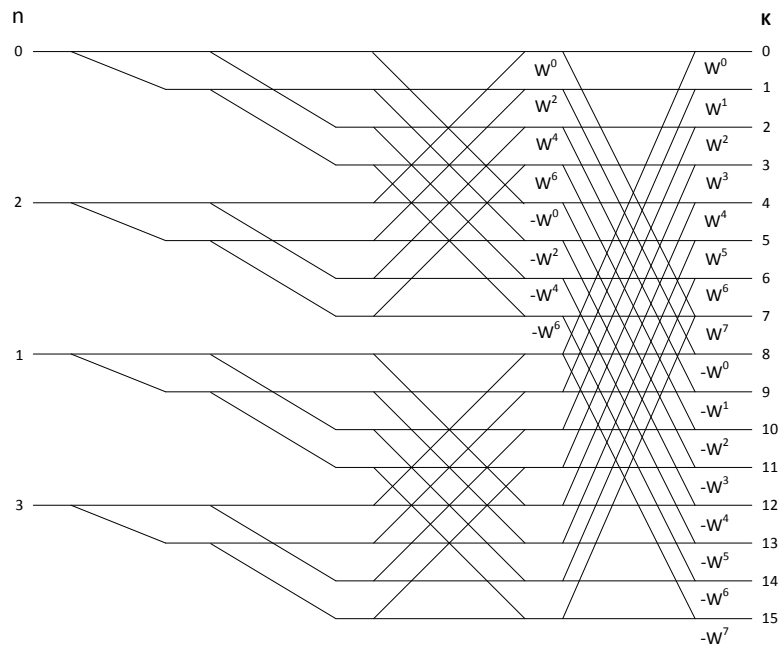 n K
0 0
W⁰
1
W² W¹
2
W⁴ W²
3
W⁶ W³
2 4
-W⁰ W⁴
5
-W² W⁵
6
-W⁴ W⁶
7
-W⁶ W⁷
1 8
-W⁰
9
-W¹
10
-W²
11
-W³
3 12
-W⁴
13
-W⁵
14
-W⁶
15
-W⁷